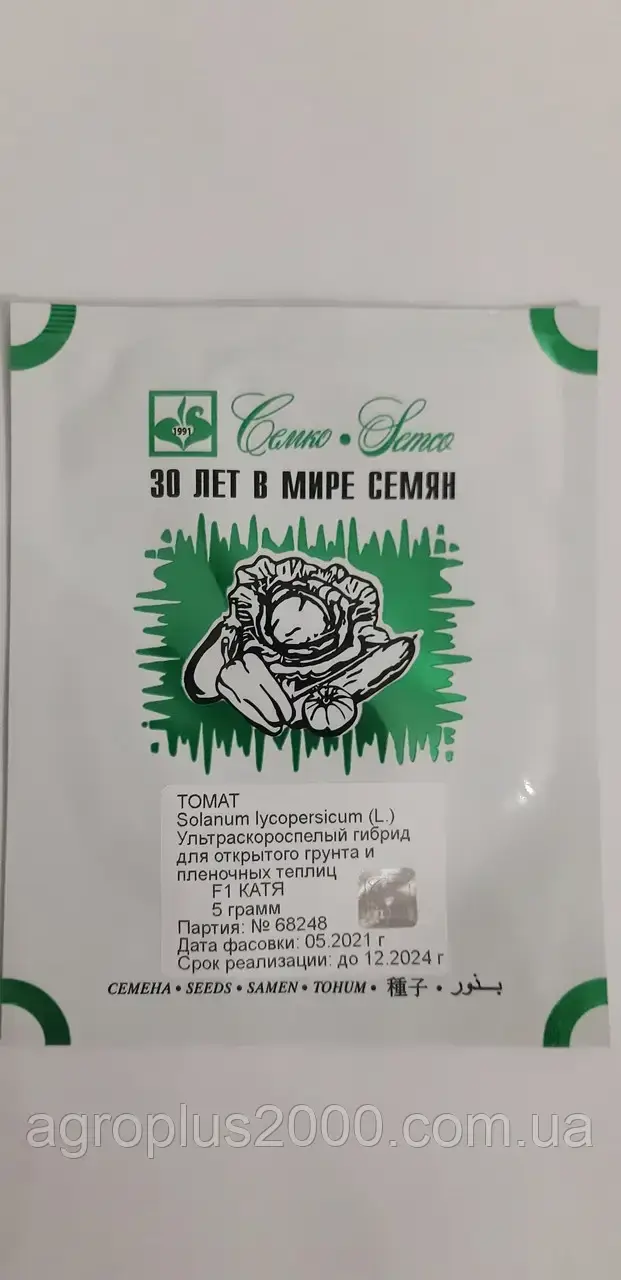 1991
Семко • Semco
30 ЛЕТ В МИРЕ СЕМЯН
ТОМАТ
Solanum lycopersicum (L.)
Ультраскороспелый гибрид
для открытого грунта и
пленочных теплиц
F1 КАТЯ
5 грамм
Партия: № 68248
Дата фасовки: 05.2021 г
Срок реализации: до 12.2024 г
СЕМЕНА • SEEDS • SAMEN • TOHUM • 種子 • بذور
agroplus2000.com.ua